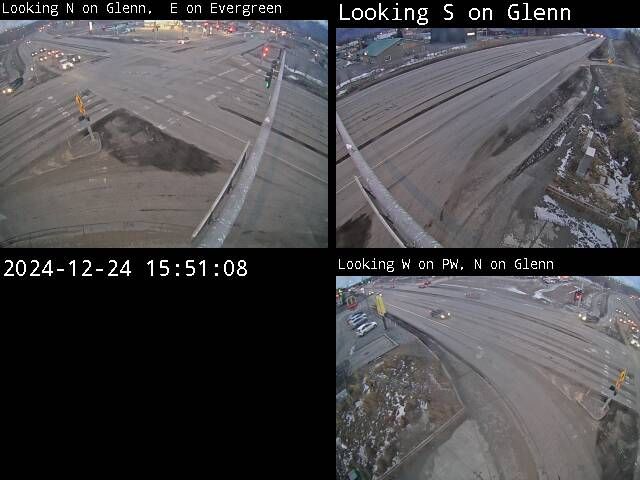 Looking N on Glenn,  E on Evergreen
Looking S on Glenn
2024-12-24 15:51:08
Looking W on PW, N on Glenn